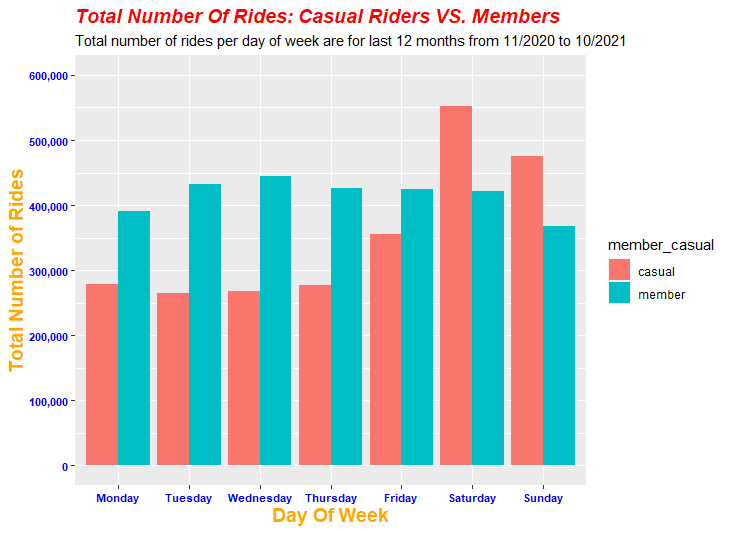 Total Number Of Rides: Casual Riders VS. Members
Total number of rides per day of week are for last 12 months from 11/2020 to 10/2021
Total Number of Rides
600,000
500,000
400,000
300,000
200,000
100,000
0
Monday Tuesday Wednesday Thursday Friday Saturday Sunday
Day Of Week
member_casual
casual
member